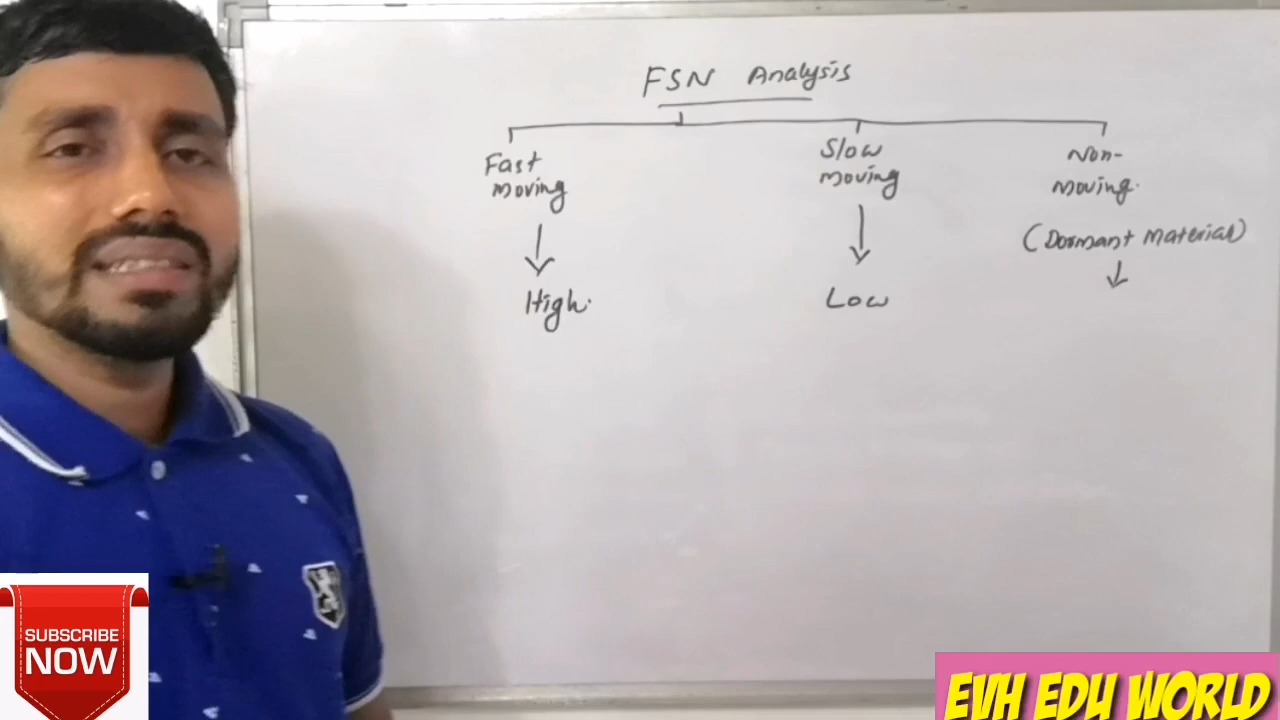 FSN Analysis
Fast
moving
Slow
moving
Non-
moving.
(Dormant Material)
High.
Low
SUBSCRIBE
NOW
EVH EDU WORLD